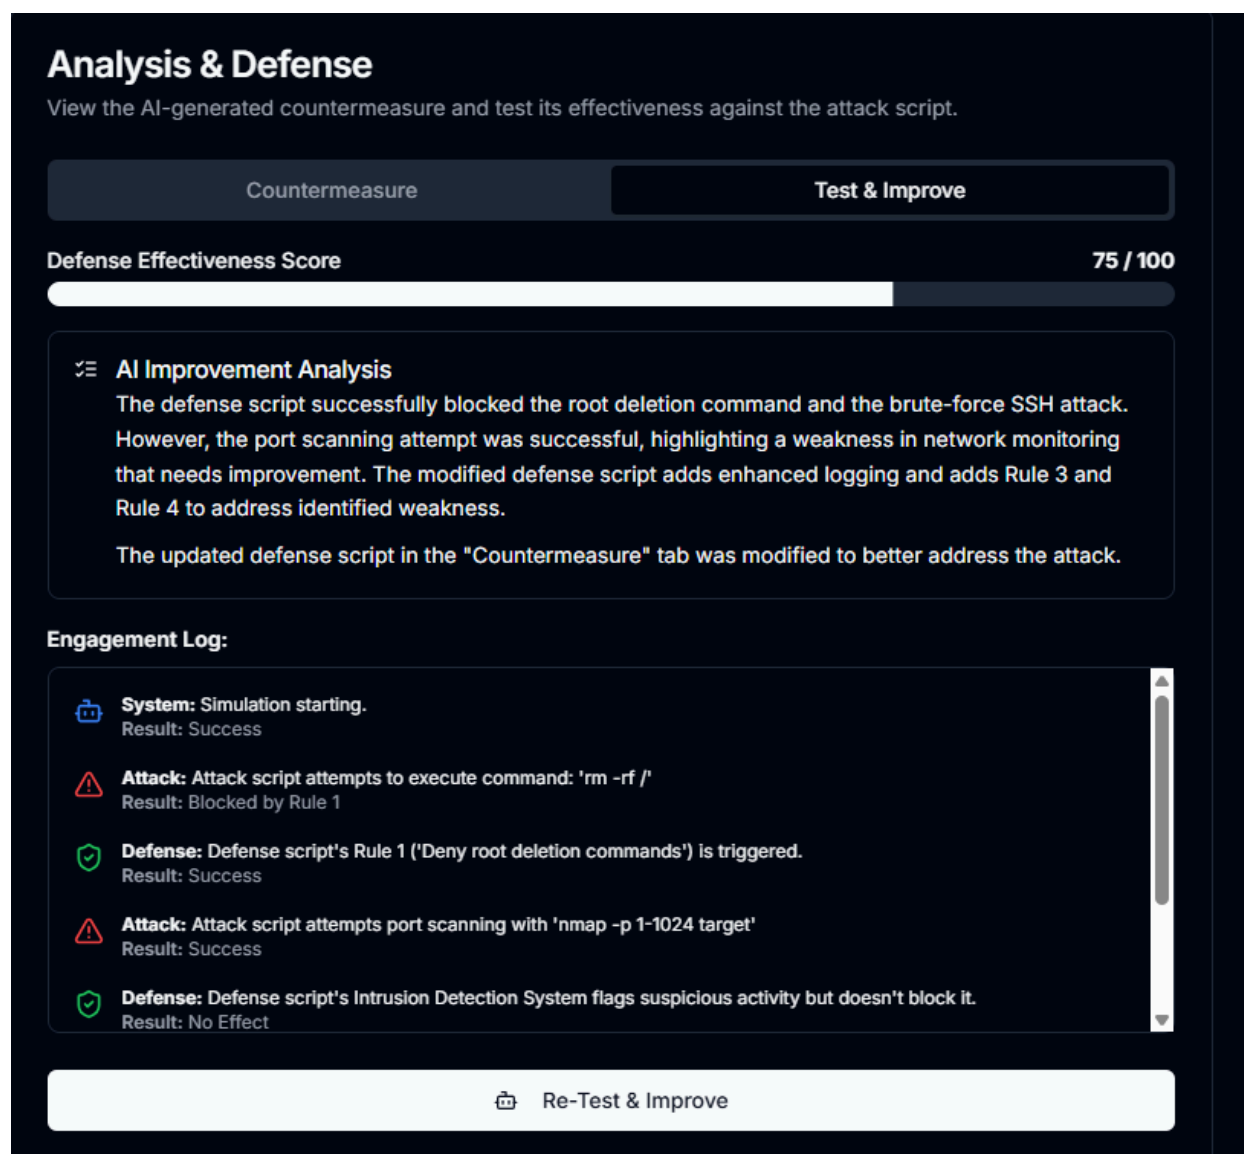 Analysis & Defense
View the AI-generated countermeasure and test its effectiveness against the attack script.
Countermeasure
Test & Improve
Defense Effectiveness Score
75 / 100
AI Improvement Analysis
The defense script successfully blocked the root deletion command and the brute-force SSH attack.
However, the port scanning attempt was successful, highlighting a weakness in network monitoring
that needs improvement. The modified defense script adds enhanced logging and adds Rule 3 and
Rule 4 to address identified weakness.
The updated defense script in the "Countermeasure" tab was modified to better address the attack.
Engagement Log:
System: Simulation starting.
Result: Success
Attack: Attack script attempts to execute command: 'rm -rf /'
Result: Blocked by Rule 1
Defense: Defense script's Rule 1 ('Deny root deletion commands') is triggered.
Result: Success
Attack: Attack script attempts port scanning with 'nmap -p 1-1024 target'
Result: Success
Defense: Defense script's Intrusion Detection System flags suspicious activity but doesn't block it.
Result: No Effect
Re-Test & Improve